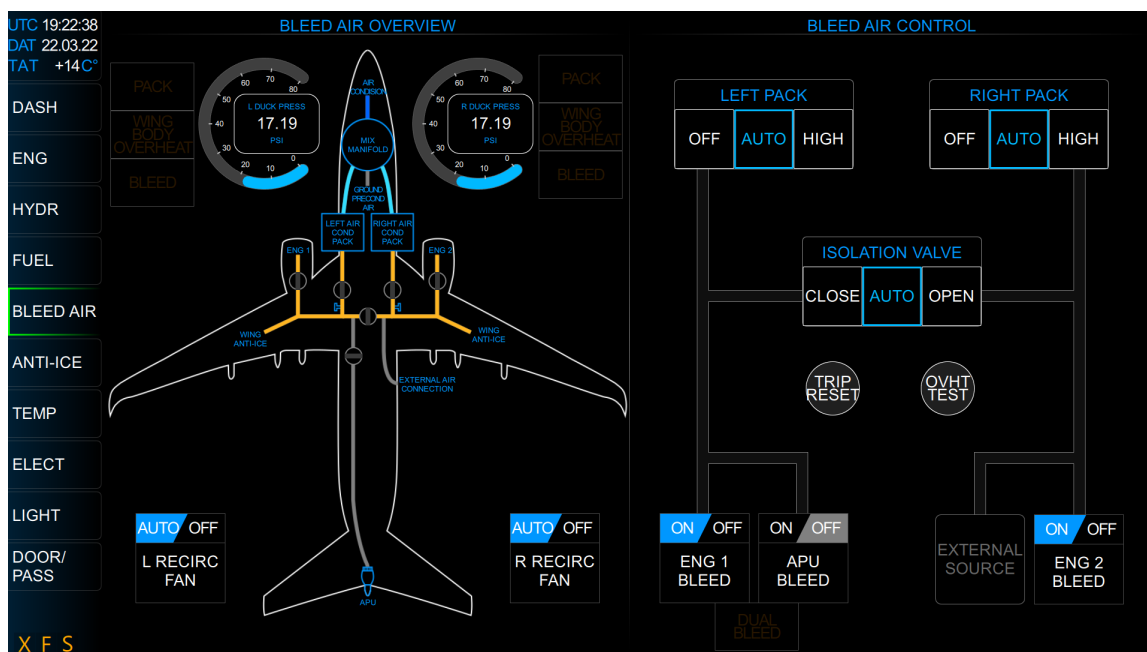 UTC 19:22:38
DAT 22.03.22
TAT +14C°
DASH
ENG
HYDR
FUEL
BLEED AIR
ANTI-ICE
TEMP
ELECT
LIGHT
DOOR/
PASS
X F S
BLEED AIR OVERVIEW
PACK
WING
BODY
OVERHEAT
BLEED
80
70
60
50
40
30
20
10
0
L DUCK PRESS
17.19
PSI
AIR
CONDISION
MIX
MANIFOLD
GROUND
PRECOND
AIR
80
70
60
50
40
30
20
10
0
R DUCK PRESS
17.19
PSI
PACK
WING
BODY
OVERHEAT
BLEED
LEFT AIR
COND
PACK
RIGHT AIR
COND
PACK
ENG 1
ENG 2
WING
ANTI-ICE
WING
ANTI-ICE
EXTERNAL AIR
CONNECTION
APU
AUTO OFF
L RECIRC
FAN
AUTO OFF
R RECIRC
FAN
BLEED AIR CONTROL
LEFT PACK
OFF AUTO HIGH
RIGHT PACK
OFF AUTO HIGH
ISOLATION VALVE
CLOSE AUTO OPEN
TRIP
RESET
OVHT
TEST
ON OFF
ENG 1
BLEED
ON OFF
APU
BLEED
DUAL
BLEED
EXTERNAL
SOURCE
ON OFF
ENG 2
BLEED